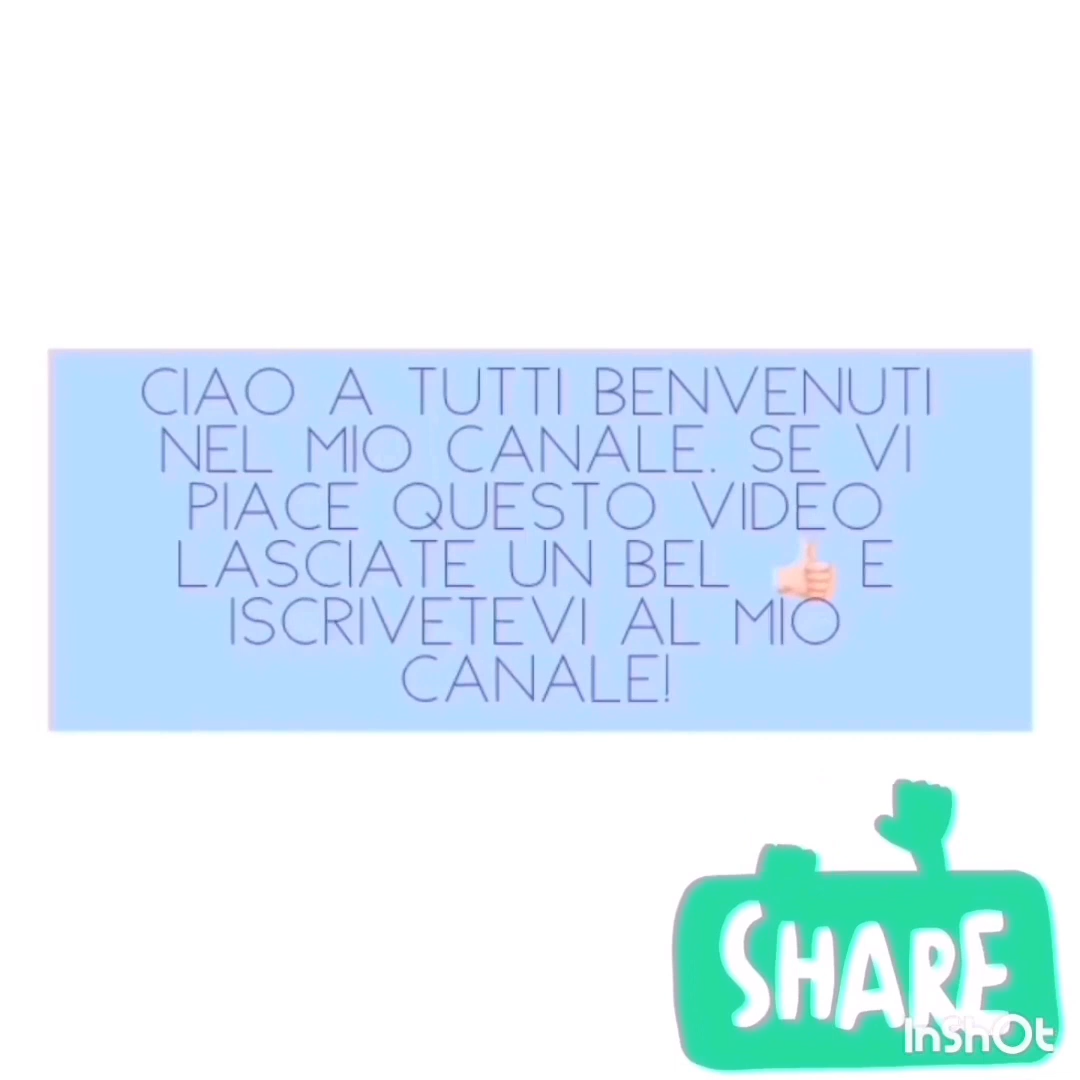 CIAO A TUTTI BENVENUTI
NEL MIO CANALE. SE VI
PIACE QUESTO VIDEO
LASCIATE UN BEL 👍🏻 E
ISCRIVETEVI AL MIO
CANALE!
SHARE
InShOt